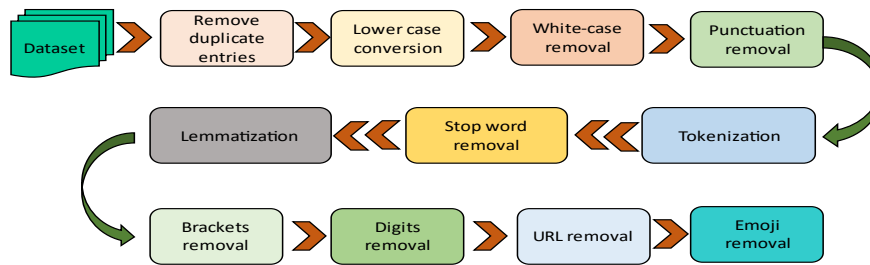 Dataset
Remove
duplicate
entries
Lower case
conversion
White-case
removal
Punctuation
removal
Tokenization
Stop word
removal
Lemmatization
Brackets
removal
Digits
removal
URL removal
Emoji
removal